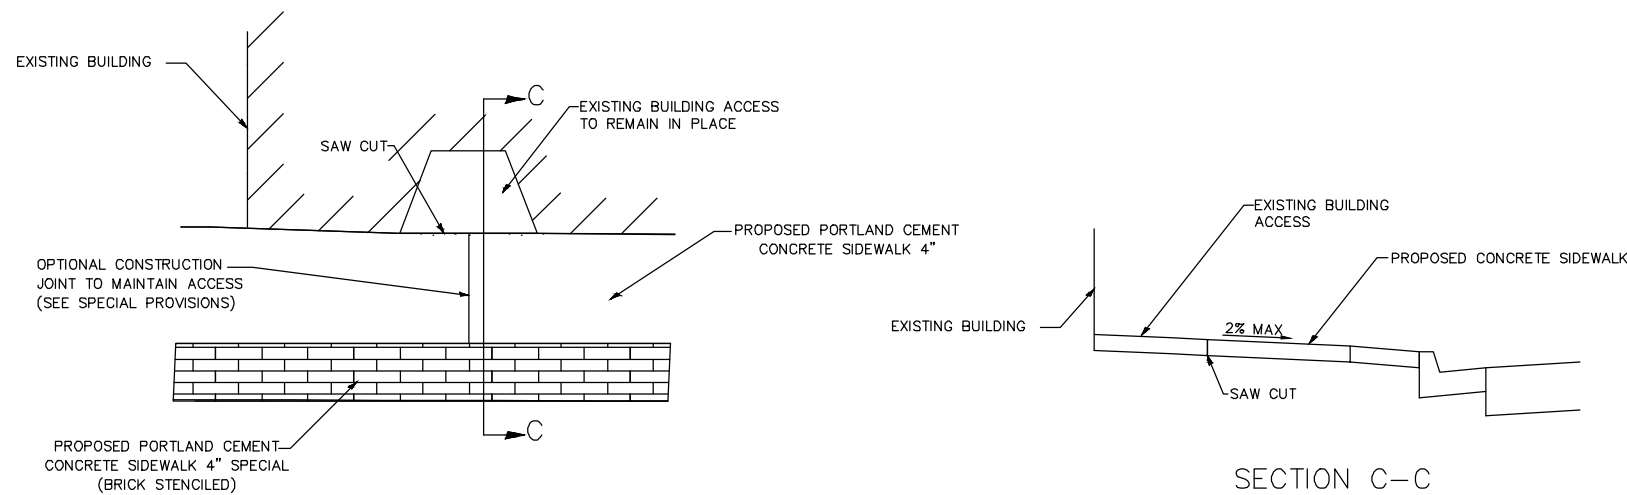 EXISTING BUILDING
C
EXISTING BUILDING ACCESS
TO REMAIN IN PLACE
SAW CUT
PROPOSED PORTLAND CEMENT
CONCRETE SIDEWALK 4"
OPTIONAL CONSTRUCTION
JOINT TO MAINTAIN ACCESS
(SEE SPECIAL PROVISIONS)
C
PROPOSED PORTLAND CEMENT
CONCRETE SIDEWALK 4" SPECIAL
(BRICK STENCILED)
EXISTING BUILDING
ACCESS
PROPOSED CONCRETE SIDEWALK
EXISTING BUILDING
2% MAX
SAW CUT
SECTION C-C